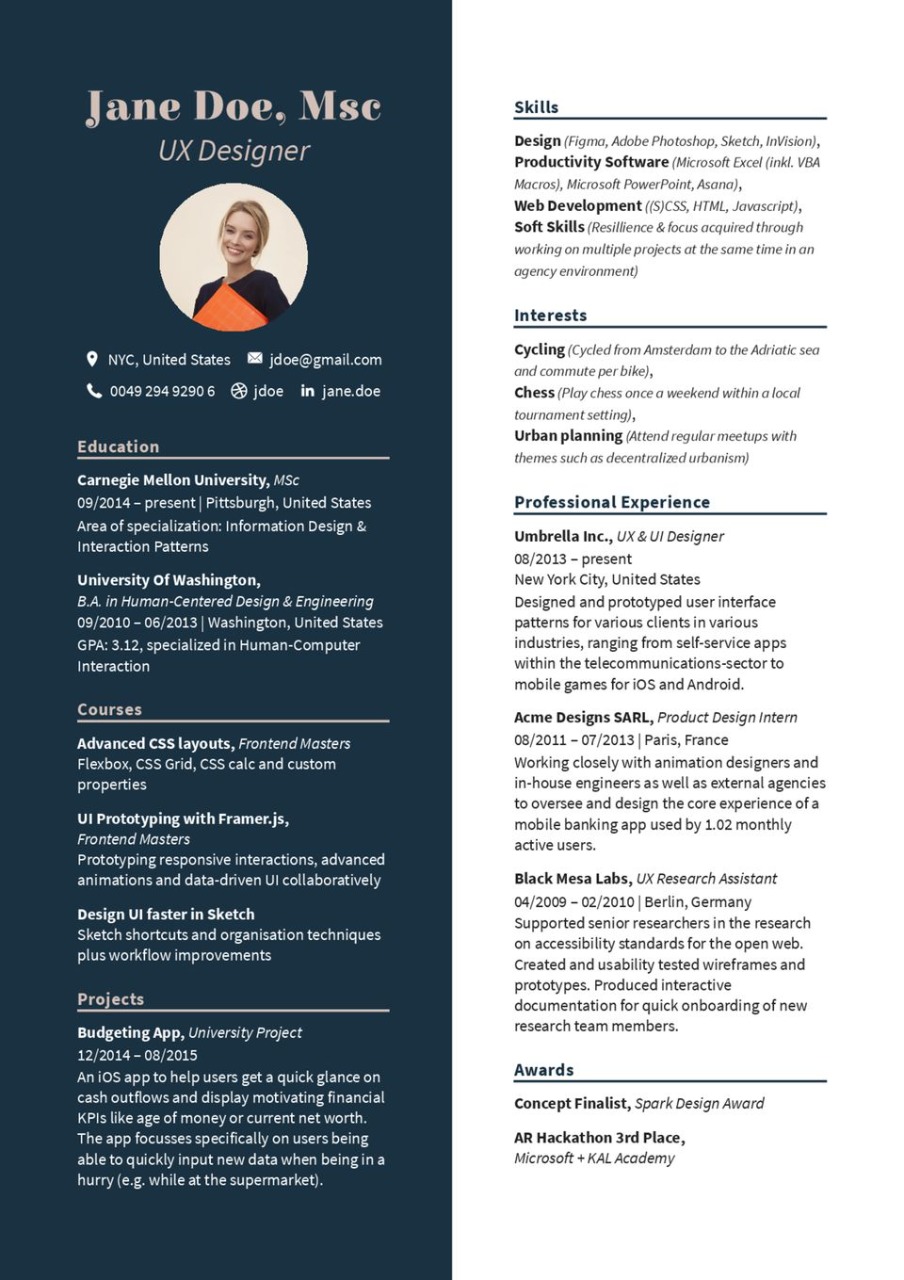 Jane Doe, Msc
UX Designer
NYC, United States jdoe@gmail.com
0049 294 9290 6 jdoe in jane.doe
Education
Carnegie Mellon University, MSc
09/2014 – present | Pittsburgh, United States
Area of specialization: Information Design &
Interaction Patterns
University Of Washington,
B.A. in Human-Centered Design & Engineering
09/2010 – 06/2013 | Washington, United States
GPA: 3.12, specialized in Human-Computer
Interaction
Courses
Advanced CSS layouts, Frontend Masters
Flexbox, CSS Grid, CSS calc and custom
properties
UI Prototyping with Framer.js,
Frontend Masters
Prototyping responsive interactions, advanced
animations and data-driven UI collaboratively
Design UI faster in Sketch
Sketch shortcuts and organisation techniques
plus workflow improvements
Projects
Budgeting App, University Project
12/2014 – 08/2015
An iOS app to help users get a quick glance on
cash outflows and display motivating financial
KPIs like age of money or current net worth.
The app focusses specifically on users being
able to quickly input new data when being in a
hurry (e.g. while at the supermarket).
Skills
Design (Figma, Adobe Photoshop, Sketch, InVision),
Productivity Software (Microsoft Excel (inkl. VBA
Macros), Microsoft PowerPoint, Asana),
Web Development ((S)CSS, HTML, Javascript),
Soft Skills (Resillience & focus acquired through
working on multiple projects at the same time in an
agency environment)
Interests
Cycling (Cycled from Amsterdam to the Adriatic sea
and commute per bike),
Chess (Play chess once a weekend within a local
tournament setting),
Urban planning (Attend regular meetups with
themes such as decentralized urbanism)
Professional Experience
Umbrella Inc., UX & UI Designer
08/2013 – present
New York City, United States
Designed and prototyped user interface
patterns for various clients in various
industries, ranging from self-service apps
within the telecommunications-sector to
mobile games for iOS and Android.
Acme Designs SARL, Product Design Intern
08/2011 – 07/2013 | Paris, France
Working closely with animation designers and
in-house engineers as well as external agencies
to oversee and design the core experience of a
mobile banking app used by 1.02 monthly
active users.
Black Mesa Labs, UX Research Assistant
04/2009 – 02/2010 | Berlin, Germany
Supported senior researchers in the research
on accessibility standards for the open web.
Created and usability tested wireframes and
prototypes. Produced interactive
documentation for quick onboarding of new
research team members.
Awards
Concept Finalist, Spark Design Award
AR Hackathon 3rd Place,
Microsoft + KAL Academy